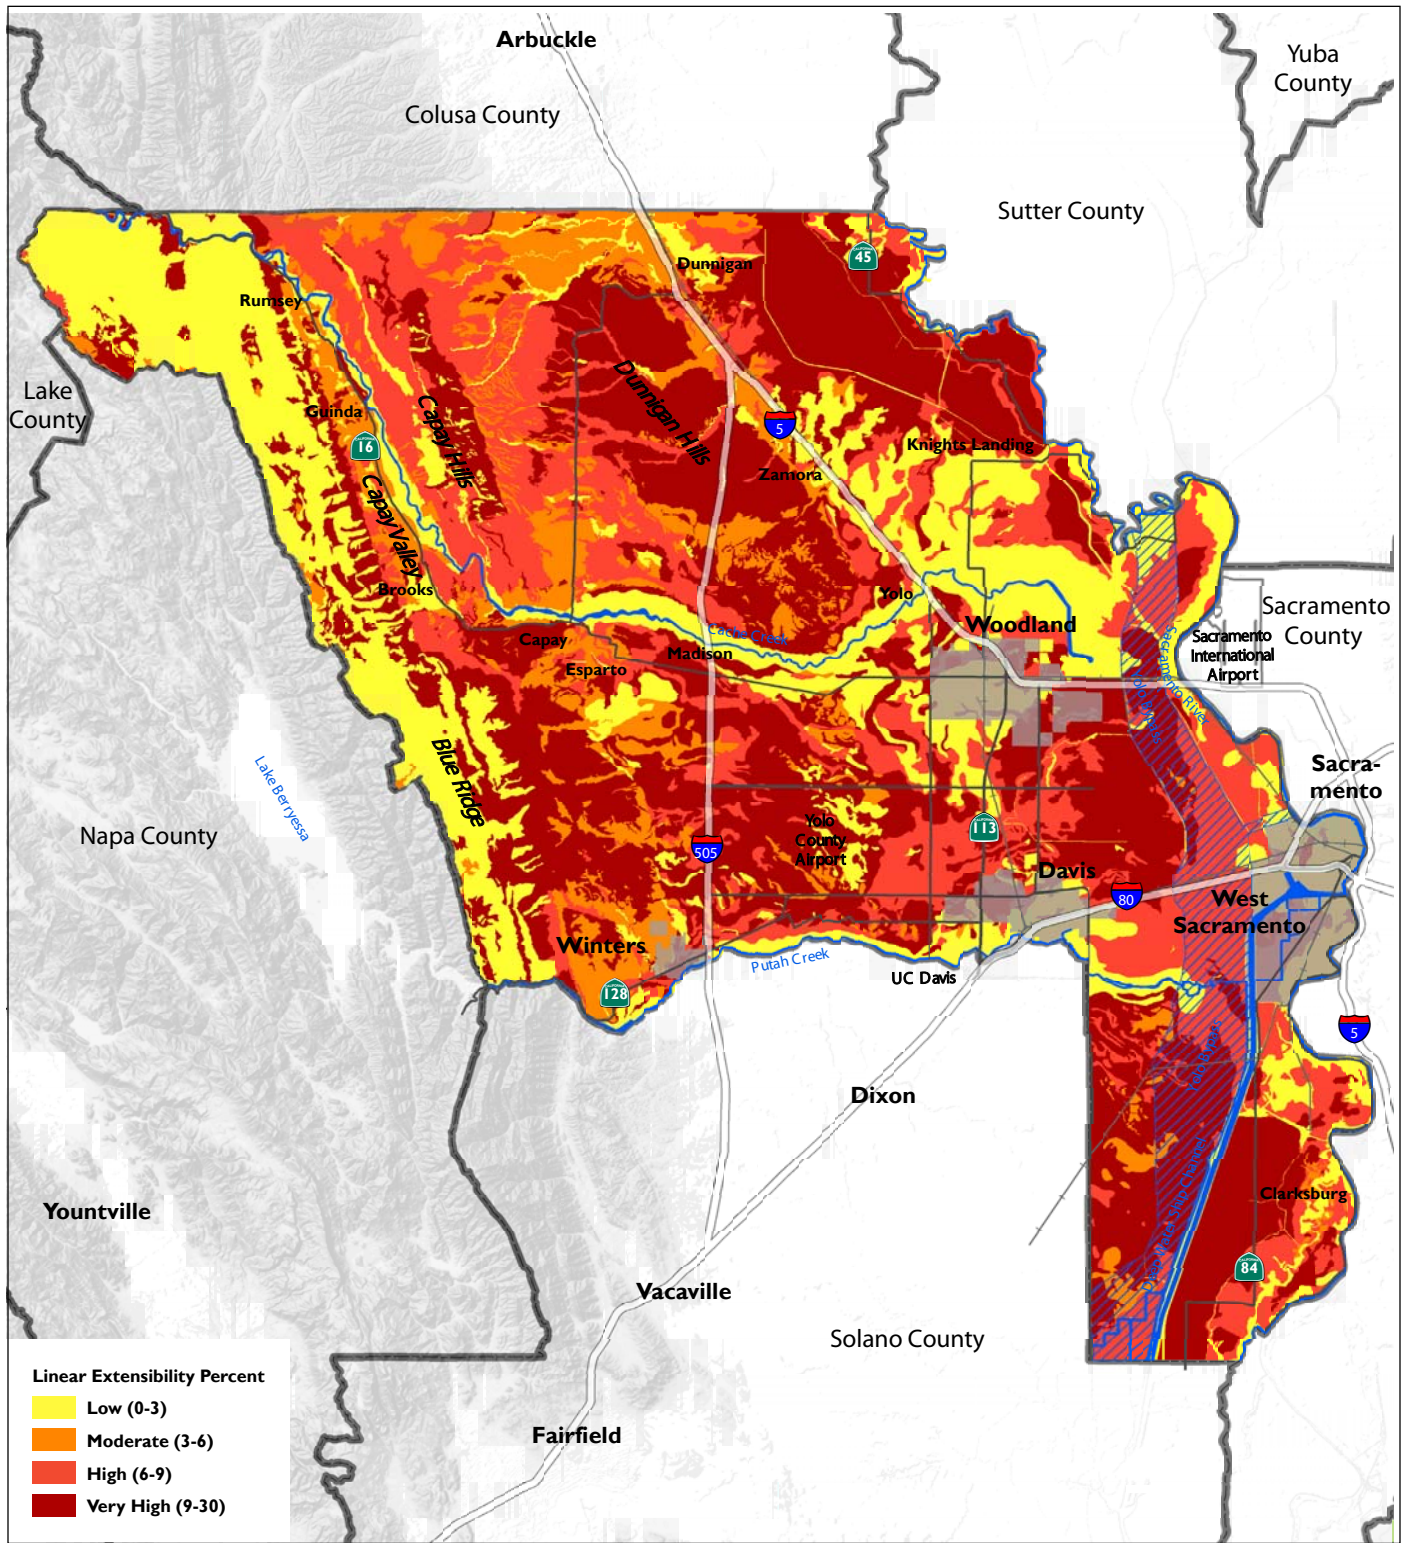 Arbuckle
Colusa County
Yuba
County
Sutter County
CALIFORNIA
45
Dunnigan
Rumsey
Lake
County
Guinda
CALIFORNIA
16
Capay Hills
Dunnigan Hills
5
Knights Landing
Zamora
Capay Valley
Brooks
Yolo
Woodland
Cache Creek
Capay
Madison
Esparto
Sacramento
County
Sacramento
International
Airport
Sacramento River
Yolo Bypass
Blue Ridge
Lake Berryessa
Napa County
Sacra-
mento
505
Yolo
County
Airport
CALIFORNIA
113
Davis
80
West
Sacramento
Winters
Putah Creek
UC Davis
CALIFORNIA
128
5
Yolo Bypass
Dixon
Deep Water Ship Channel
Clarksburg
Yountville
CALIFORNIA
84
Vacaville
Solano County
Fairfield
Linear Extensibility Percent
Low (0-3)
Moderate (3-6)
High (6-9)
Very High (9-30)